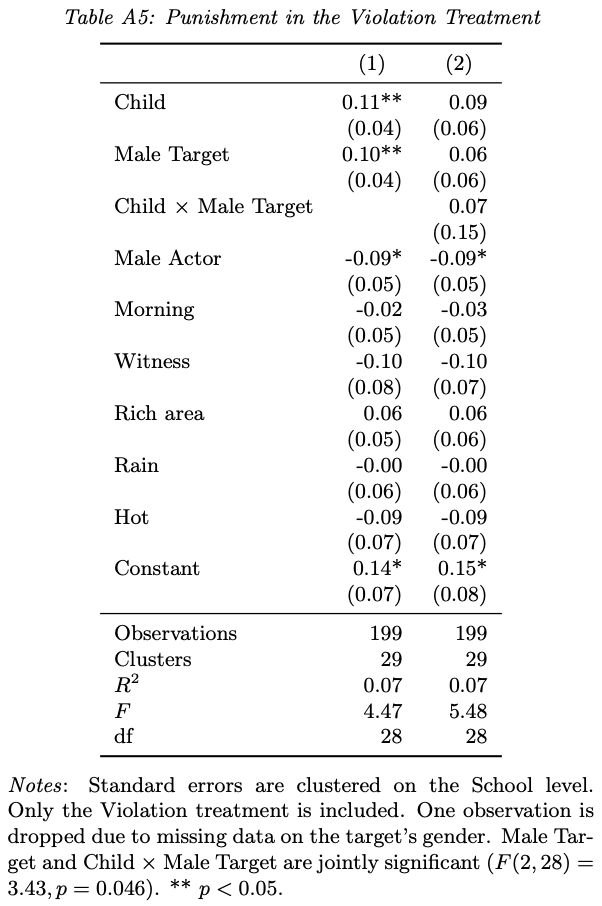 Table A5: Punishment in the Violation Treatment
(1) (2)
Child 0.11** 0.09
(0.04) (0.06)
Male Target 0.10** 0.06
(0.04) (0.06)
Child × Male Target 0.07
(0.15)
Male Actor -0.09* -0.09*
(0.05) (0.05)
Morning -0.02 -0.03
(0.05) (0.05)
Witness -0.10 -0.10
(0.08) (0.07)
Rich area 0.06 0.06
(0.05) (0.06)
Rain -0.00 -0.00
(0.06) (0.06)
Hot -0.09 -0.09
(0.07) (0.07)
Constant 0.14* 0.15*
(0.07) (0.08)
Observations 199 199
Clusters 29 29
R² 0.07 0.07
F 4.47 5.48
df 28 28
Notes: Standard errors are clustered on the School level.
Only the Violation treatment is included. One observation is
dropped due to missing data on the target's gender. Male Tar-
get and Child × Male Target are jointly significant (F(2, 28) =
3.43, p = 0.046). ** p < 0.05.